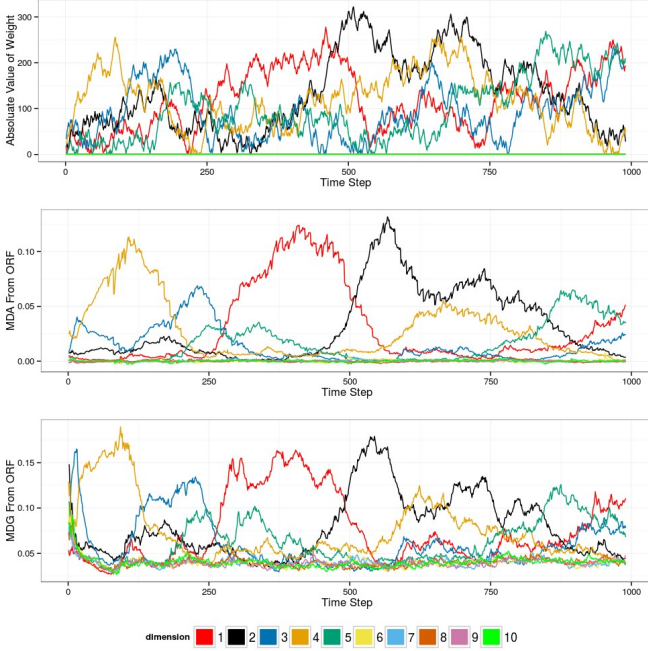 Absoluate Value of Weight
300
200
100
0
0 250 500 750 1000
Time Step
MDA From ORF
0.10
0.05
0.00
0 250 500 750 1000
Time Step
MDG From ORF
0.15
0.10
0.05
0 250 500 750 1000
Time Step
dimension 1 2 3 4 5 6 7 8 9 10